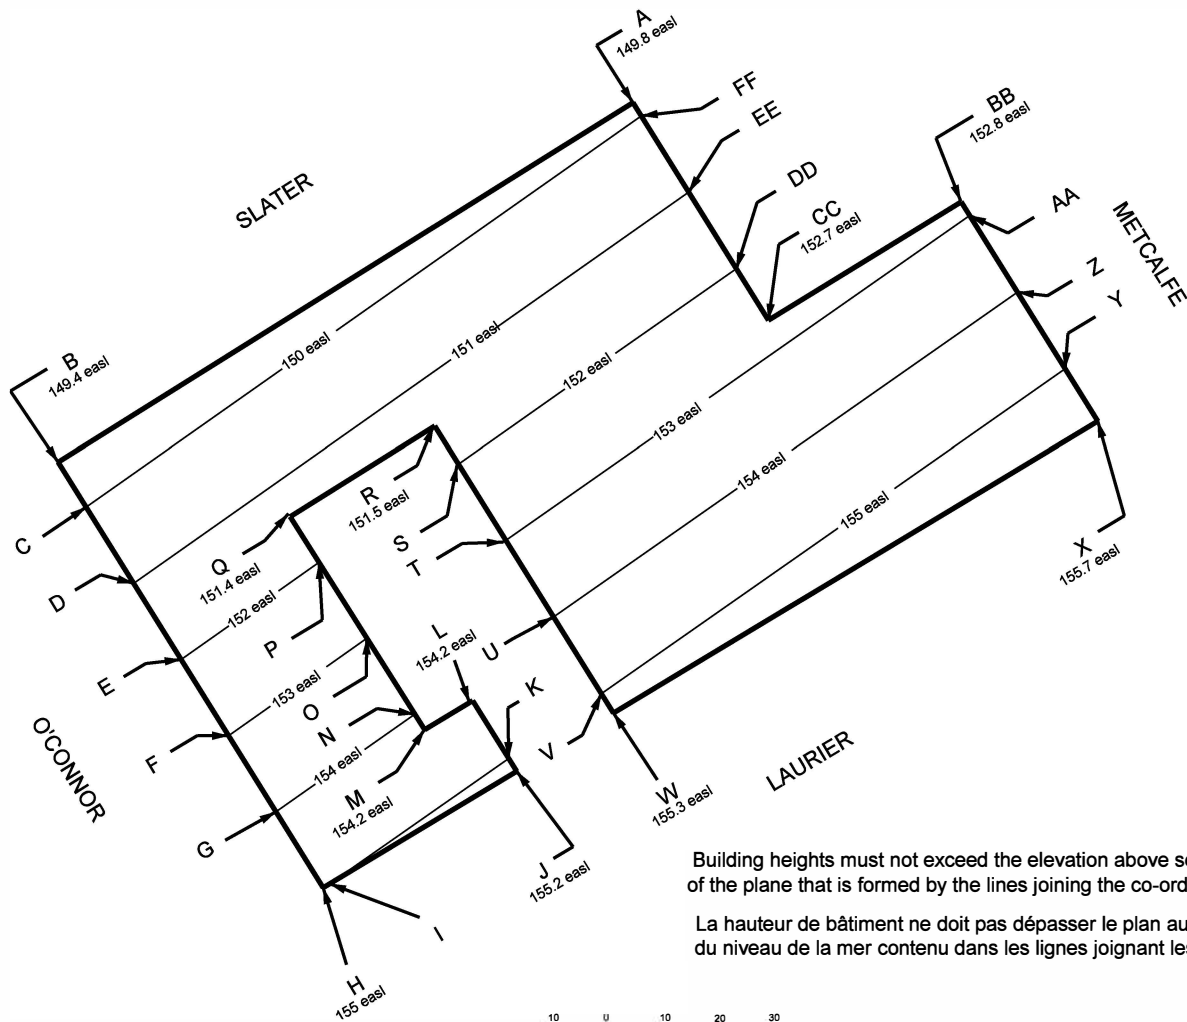 A
149.8 easl
FF
EE
BB
152.8 easl
DD
CC
152.7 easl
AA
METCALFE
SLATER
Z
Y
B
149.4 easl
150 easl
151 easl
152 easl
153 easl
154 easl
155 easl
C
D
E
F
G
O'CONNOR
Q
151.4 easl
R
151.5 easl
S
T
U
152 easl
P
153 easl
O
N
154 easl
M
154.2 easl
L
154.2 easl
K
V
W
155.3 easl
LAURIER
X
155.7 easl
J
155.2 easl
I
H
155 easl
Building heights must not exceed the elevation above
of the plane that is formed by the lines joining the
La hauteur de bâtiment ne doit pas dépasser le plan au
du niveau de la mer contenu dans les lignes joignant
10 0 10 20 30